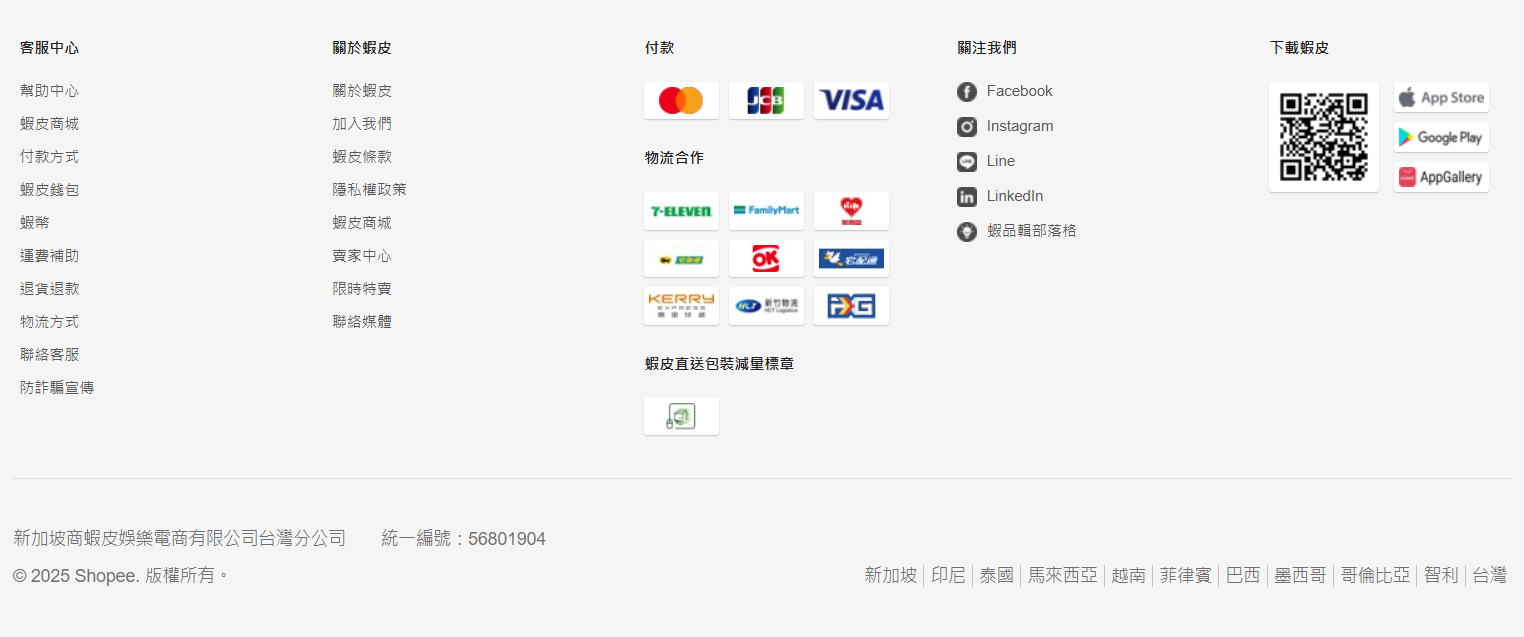 客服中心
幫助中心
蝦皮商城
付款方式
蝦皮錢包
蝦幣
運費補助
退貨退款
物流方式
聯絡客服
防詐騙宣傳
關於蝦皮
關於蝦皮
加入我們
蝦皮條款
隱私權政策
蝦皮商城
賣家中心
限時特賣
聯絡媒體
付款
JCB
VISA
物流合作
7-ELEVEN
FamilyMart
OK
宅配通
KERRY
EXPRESS
新竹物流
HCT Logistics
PXG
蝦皮直送包裝減量標章
關注我們
Facebook
Instagram
Line
LinkedIn
蝦品輯部落格
下載蝦皮
App Store
Google Play
AppGallery
新加坡商蝦皮娛樂電商有限公司台灣分公司 統一編號：56801904
© 2025 Shopee. 版權所有。
新加坡 印尼 泰國 馬來西亞 越南 菲律賓 巴西 墨西哥 哥倫比亞 智利 台灣